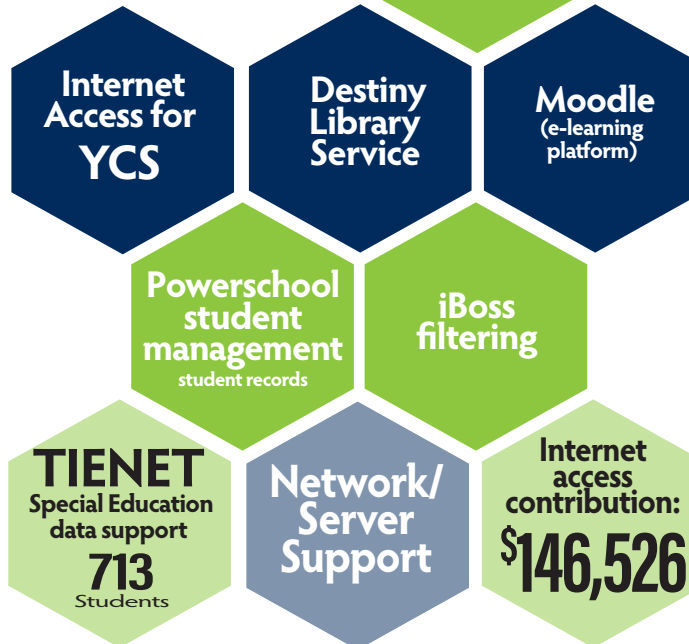 Internet
Access for
YCS
Destiny
Library
Service
Moodle
(e-learning
platform)
Powerschool
student
management
student records
iBoss
filtering
TIENET
Special Education
data support
713
Students
Network/
Server
Support
Internet
access
contribution:
$146,526